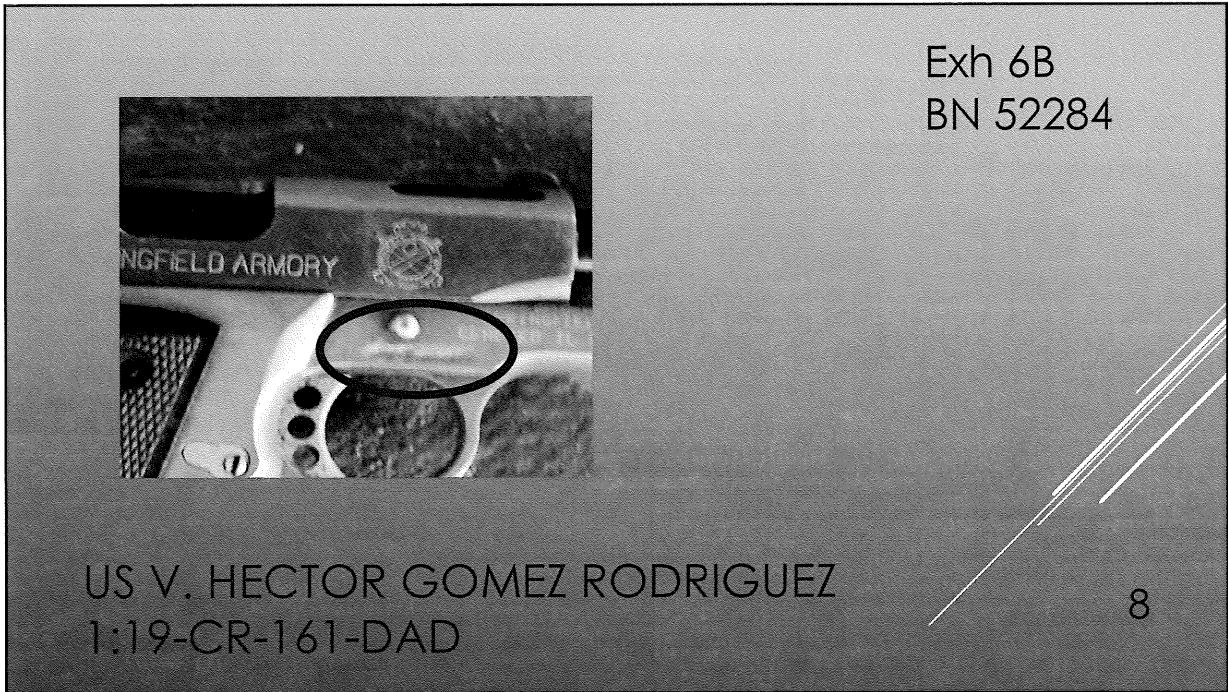 Exh 6B
BN 52284
NGFIELD ARMORY
US V. HECTOR GOMEZ RODRIGUEZ
1:19-CR-161-DAD
8